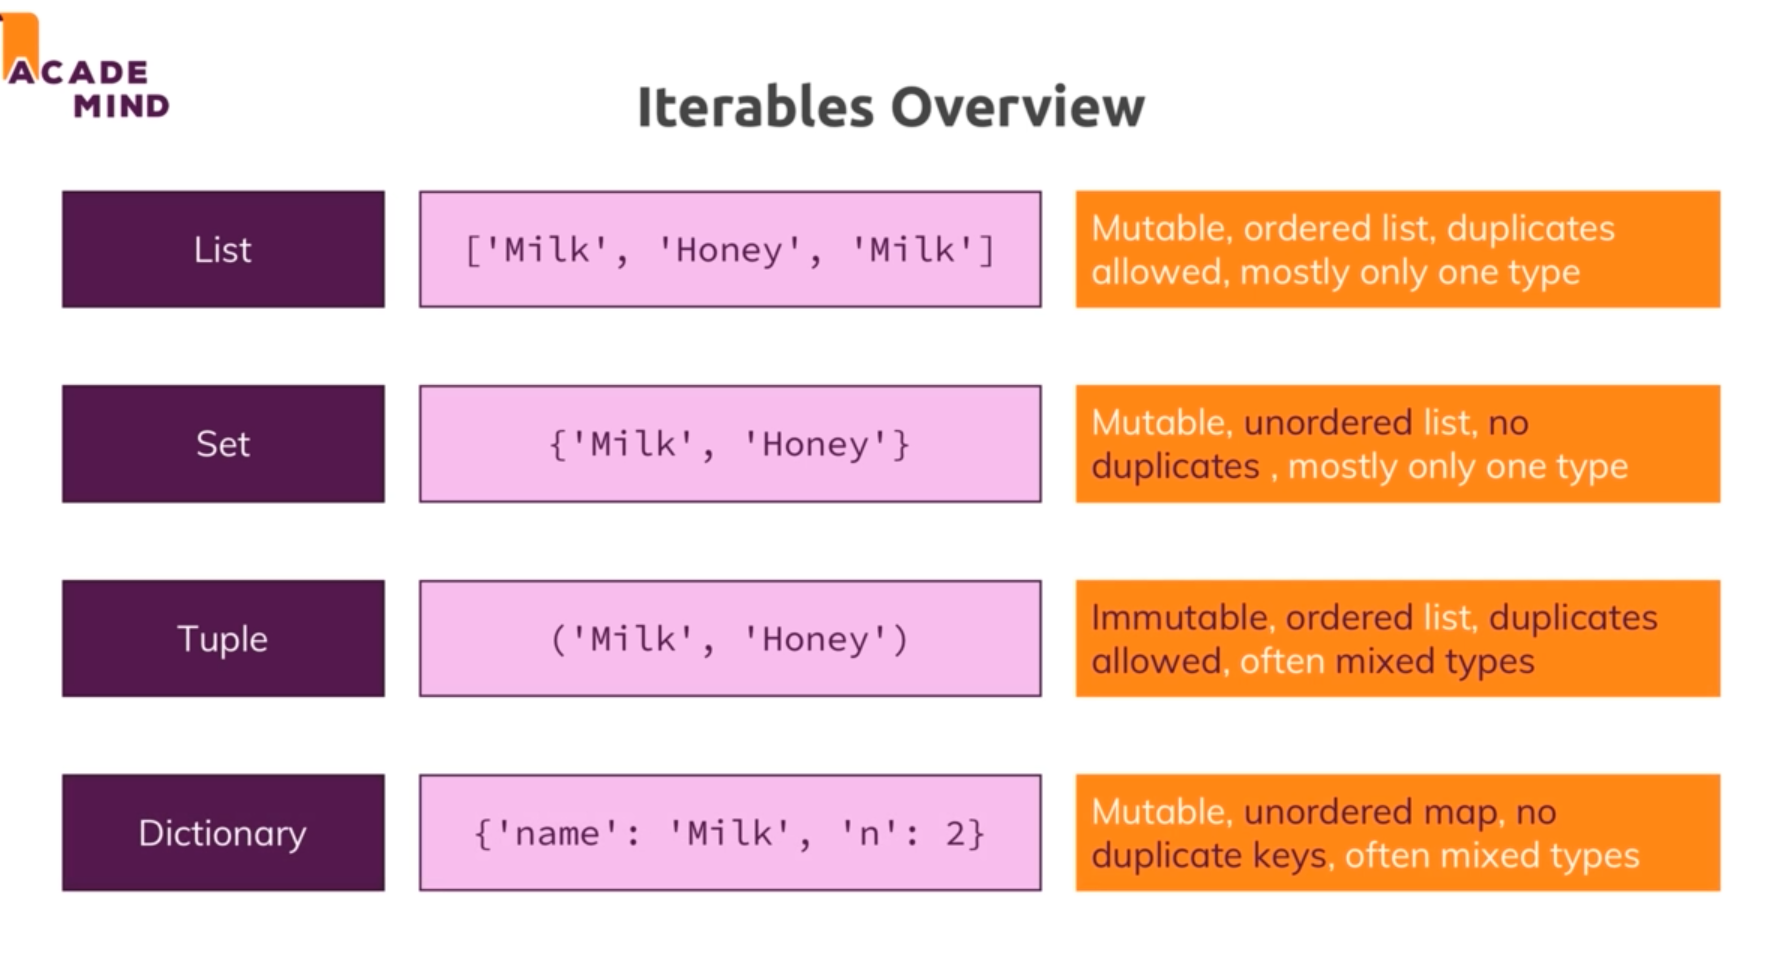 ACADE
MIND
Iterables Overview
List
['Milk', 'Honey', 'Milk']
Mutable, ordered list, duplicates
allowed, mostly only one type
Set
{'Milk', 'Honey'}
Mutable, unordered list, no
duplicates , mostly only one type
Tuple
('Milk', 'Honey')
Immutable, ordered list, duplicates
allowed, often mixed types
Dictionary
{'name': 'Milk', 'n': 2}
Mutable, unordered map, no
duplicate keys, often mixed types